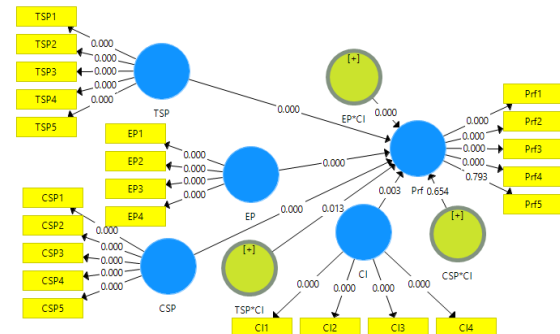 TSP1
TSP2
TSP3
TSP4
TSP5
0.000
0.000
0.000
0.000
0.000
TSP
0.000
[+]
EP*CI
0.000
EP1
EP2
EP3
EP4
0.000
0.000
0.000
0.000
EP
0.000
Prf1
Prf2
Prf3
Prf4
Prf5
0.000
0.000
0.000
0.000
0.793
Prf
CSP1
CSP2
CSP3
CSP4
CSP5
0.000
0.000
0.000
0.000
0.000
CSP
0.000
[+]
TSP*CI
0.013
0.003
CI
0.654
[+]
CSP*CI
0.000
0.000
0.000
0.000
CI1
CI2
CI3
CI4